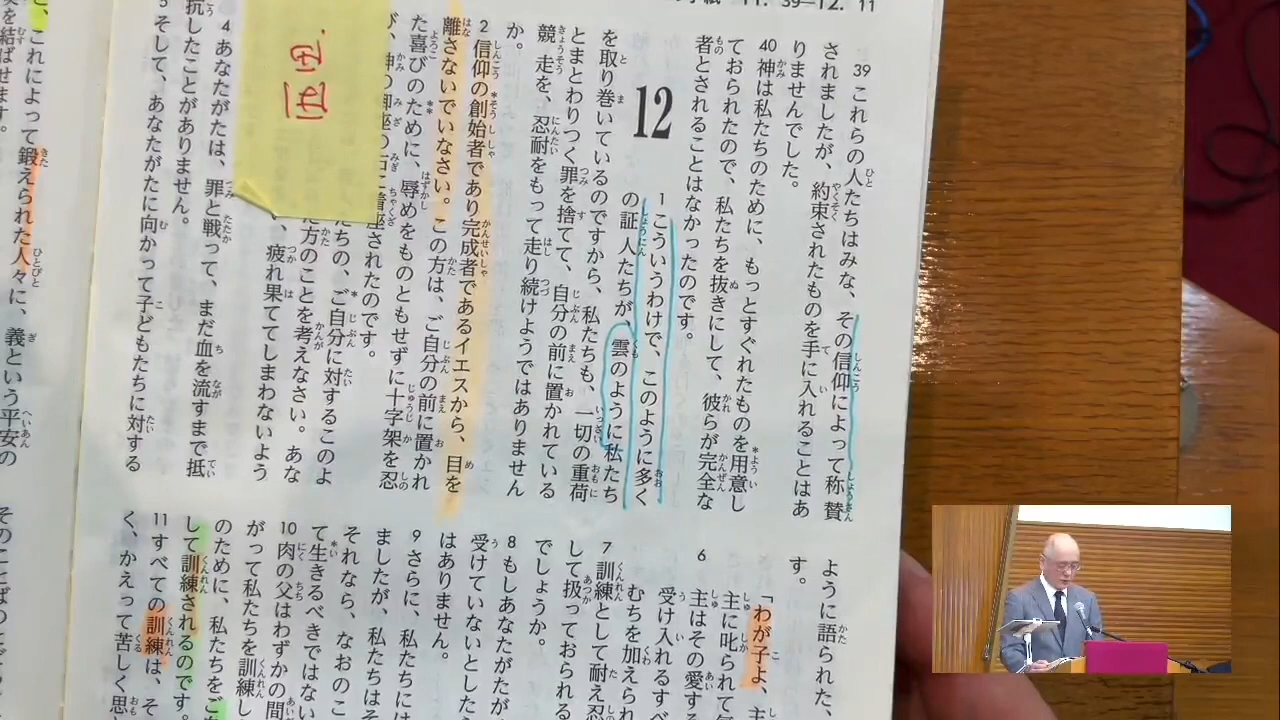 11・39―12・11
39 これらの人たちはみな、その信仰によって称賛
されましたが、約束されたものを手に入れることはあ
りませんでした。
40 神は私たちのために、もっとすぐれたものを*用意し
ておられたので、私たちを抜きにして、彼らが完全な
者とされることはなかったのです。
12
1 こういうわけで、このように多く
の証人たちが、雲のように私たち
を取り巻いているのですから、私たちも、一切の重荷
とまとわりつく罪を捨てて、自分の前に置かれている
競走を、忍耐をもって走り続けようではありません
か。
2 信仰の*創始者であり完成者であるイエスから、目を
離さないでいなさい。この方は、ご自分の前に置かれ
た喜びの**ために、辱めをものともせずに十字架を忍
び、神の御座の右に着座されたのです。
たちの、*ご自分に対するこのよ
た方のことを考えなさい。あな
疲れ果ててしまわないよう
4 あなたがたは、罪と戦って、まだ血を流すまで抵
抗したことがありません。
5 そして、あなたがたに向かって子どもたちに対する
ように語られた、
す。
「わが子よ、主
主に叱られて気
6 主はその愛する
受け入れるすべ
むちを加えられ
7 訓練として耐え忍
して扱っておられる
でしょうか。
8 もしあなたがたが
受けていないとしたら
はありません。
9 さらに、私たちには
ましたが、私たちはそ
それなら、なおのこ
て*生きるべきではない
10 肉の父はわずかの間
がって私たちを訓練し
のために、私たちをご
して訓練されるのです。
11 すべての訓練は、そ
く、かえって苦しく思
これによって鍛えられた人々に、義という平安の
を結ばせます。